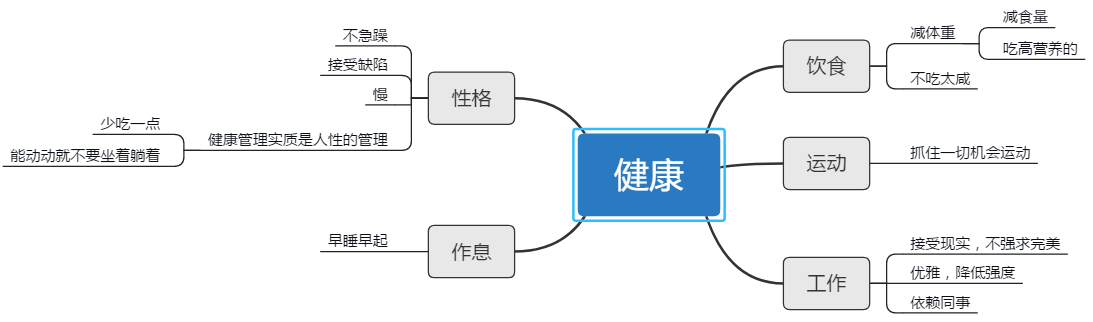 健康
饮食
减体重
减食量
吃高营养的
不吃太咸
运动
抓住一切机会运动
工作
接受现实，不强求完美
优雅，降低强度
依赖同事
性格
不急躁
接受缺陷
慢
健康管理实质是人性的管理
少吃一点
能动动就不要坐着躺着
作息
早睡早起